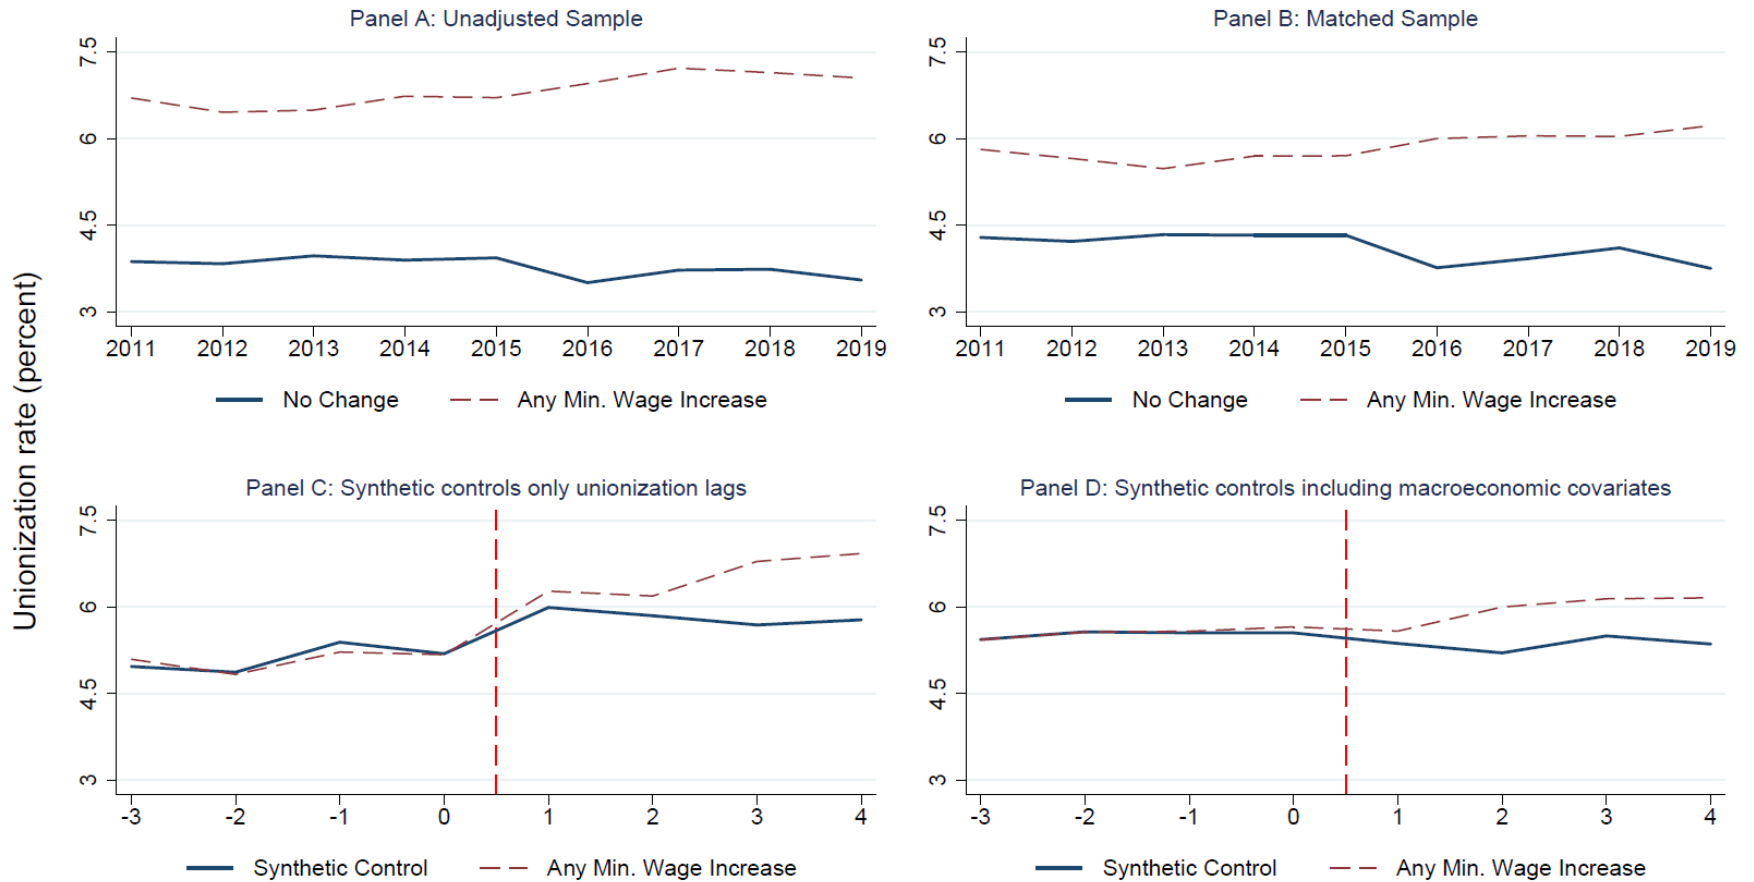 Unionization rate (percent)
Panel A: Unadjusted Sample
7.5
6
4.5
3
2011 2012 2013 2014 2015 2016 2017 2018 2019
No Change Any Min. Wage Increase
Panel B: Matched Sample
7.5
6
4.5
3
2011 2012 2013 2014 2015 2016 2017 2018 2019
No Change Any Min. Wage Increase
Panel C: Synthetic controls only unionization lags
7.5
6
4.5
3
-3 -2 -1 0 1 2 3 4
Synthetic Control Any Min. Wage Increase
Panel D: Synthetic controls including macroeconomic covariates
7.5
6
4.5
3
-3 -2 -1 0 1 2 3 4
Synthetic Control Any Min. Wage Increase